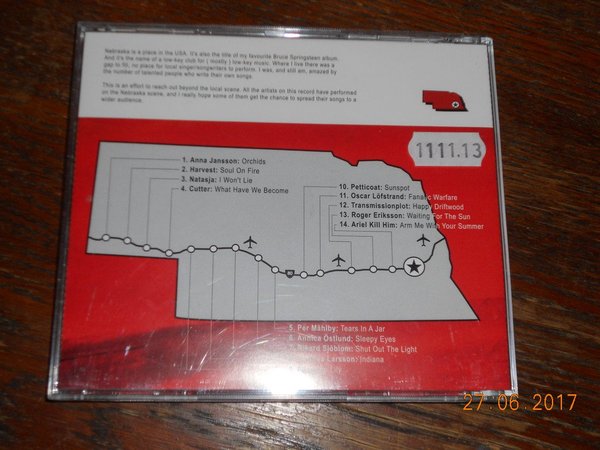 Nebraska is a place in the USA. It's also the title of my favourite Bruce Springsteen album.
And it's the name of a low-key club for ( mostly ) low-key music. Where I live there was a
gap to fill; no place for local singer/songwriters to perform. I was, and still am, amazed by
the number of talented people who write their own songs.
This is an effort to reach out beyond the local scene. All the artists on this record have performed
on the Nebraska scene, and I really hope some of them get the chance to spread their songs to a
wider audience.
1111.13
1. Anna Jansson: Orchids
2. Harvest: Soul On Fire
3. Natasja: I Won't Lie
4. Cutter: What Have We Become
10. Petticoat: Sunspot
11. Oscar Löfstrand: Fanatic Warfare
12. Transmissionplot: Happy Driftwood
13. Roger Eriksson: Waiting For The Sun
14. Ariel Kill Him: Arm Me With Your Summer
80
5. Per Mählby: Tears In A Jar
6. Annica Östlund: Sleepy Eyes
Rikard Sjöblom: Shut Out The Light
Larsson: Indiana
27.06.2017